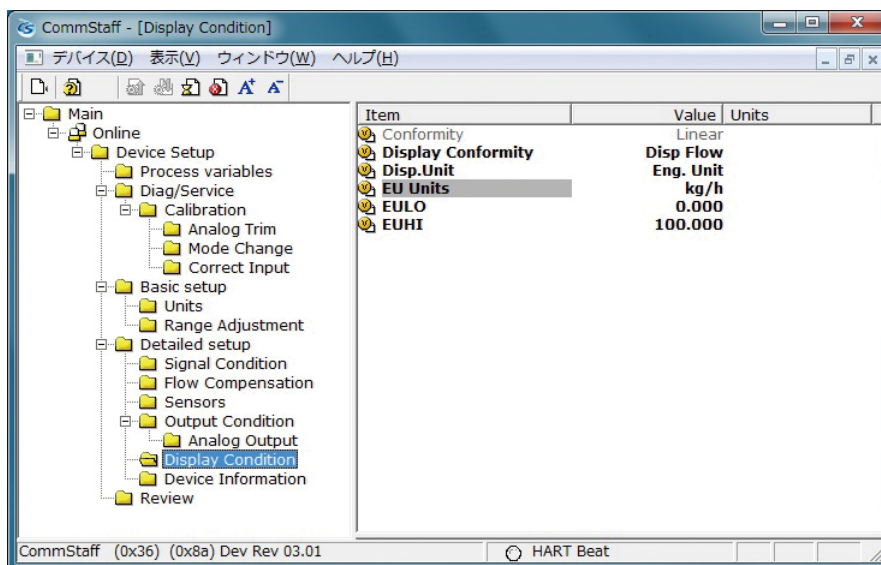 CommStaff - [Display Condition]
デバイス(D) 表示(V) ウィンドウ(W) ヘルプ(H)
Main
Online
Device Setup
Process variables
Diag/Service
Calibration
Analog Trim
Mode Change
Correct Input
Basic setup
Units
Range Adjustment
Detailed setup
Signal Condition
Flow Compensation
Sensors
Output Condition
Analog Output
Display Condition
Device Information
Review
Item Value Units
Conformity Linear
Display Conformity Disp Flow
Disp.Unit Eng. Unit
EU Units kg/h
EULO 0.000
EUHI 100.000
CommStaff (0x36) (0x8a) Dev Rev 03.01 HART Beat